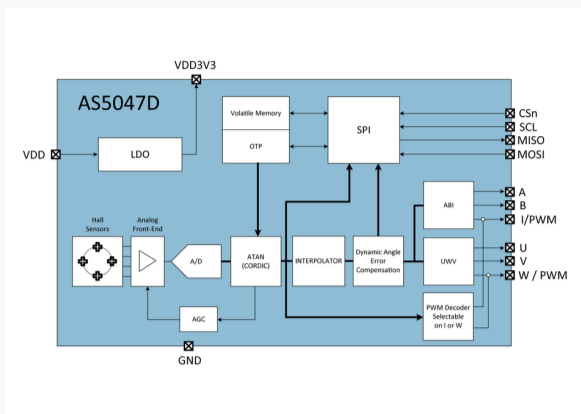 VDD3V3
AS5047D
Volatile Memory
OTP
SPI
CSn
SCL
MISO
MOSI
VDD
LDO
Hall
Sensors
Analog
Front-End
A/D
ATAN
(CORDIC)
INTERPOLATOR
Dynamic Angle
Error
Compensation
ABI
A
B
I/PWM
UWV
U
V
W / PWM
AGC
PWM Decoder
Selectable
on I or W
GND